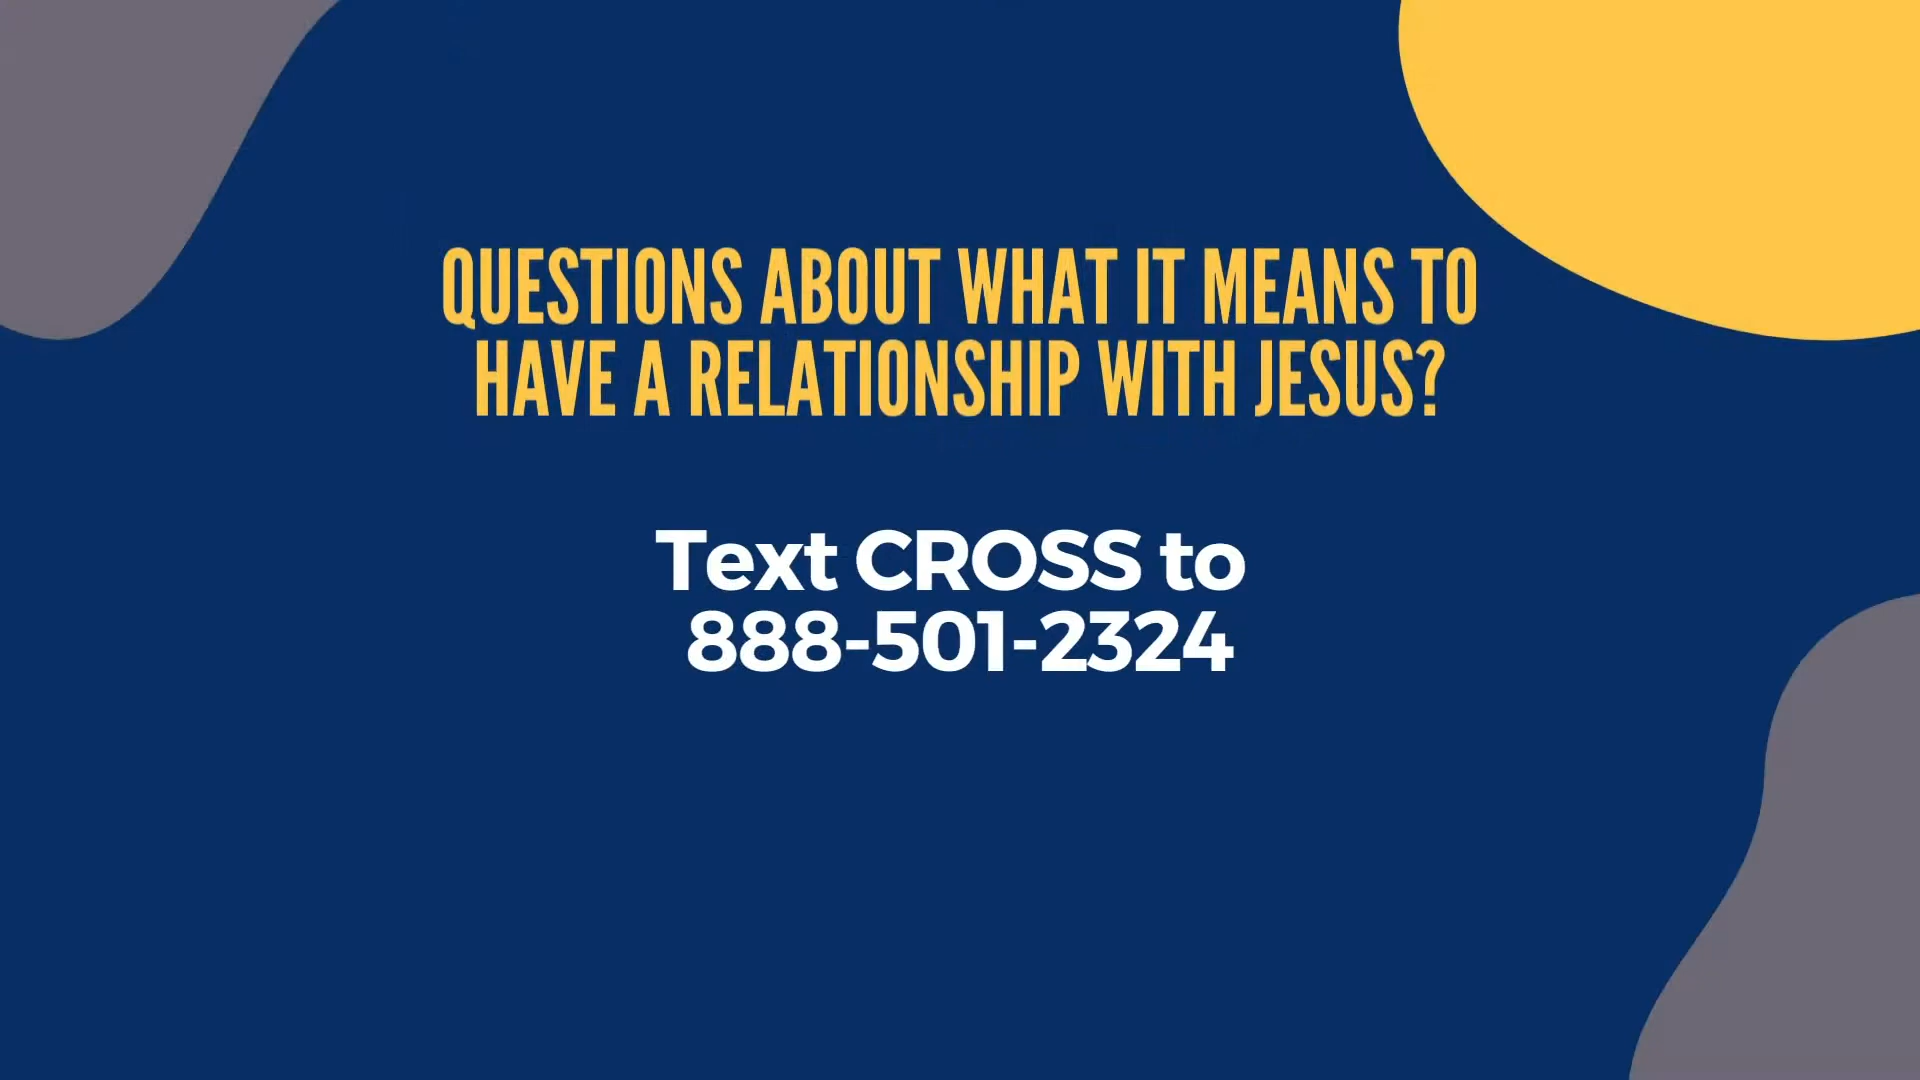 QUESTIONS ABOUT WHAT IT MEANS TO
HAVE A RELATIONSHIP WITH JESUS?
Text CROSS to
888-501-2324